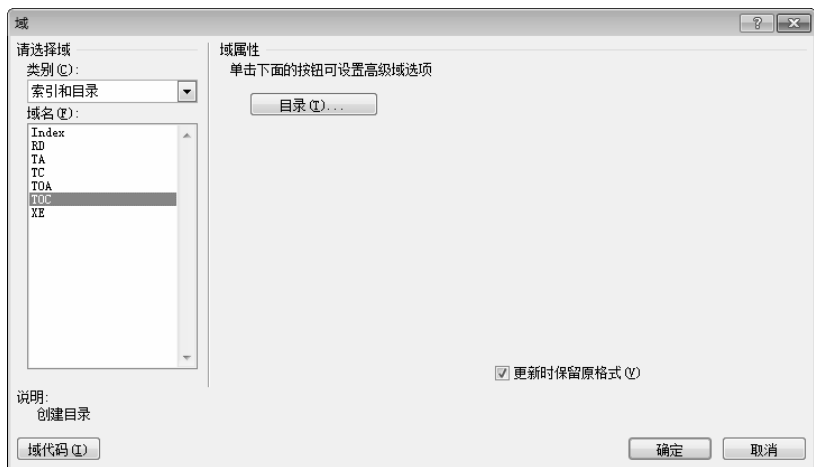 域
请选择域
类别(C):
索引和目录
域名(F):
Index
RD
TA
TC
TOA
TOC
XE
域属性
单击下面的按钮可设置高级域选项
目录(T)...
更新时保留原格式(V)
说明:
创建目录
域代码(I)
确定
取消